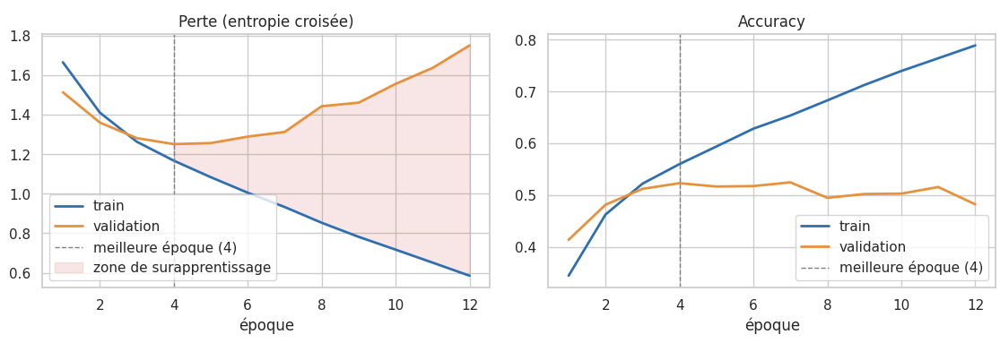 Perte (entropie croisée)
1.8
1.6
1.4
1.2
1.0
0.8
0.6
train
validation
meilleure époque (4)
zone de surapprentissage
2 4 6 8 10 12
époque
Accuracy
0.8
0.7
0.6
0.5
0.4
train
validation
meilleure époque (4)
2 4 6 8 10 12
époque